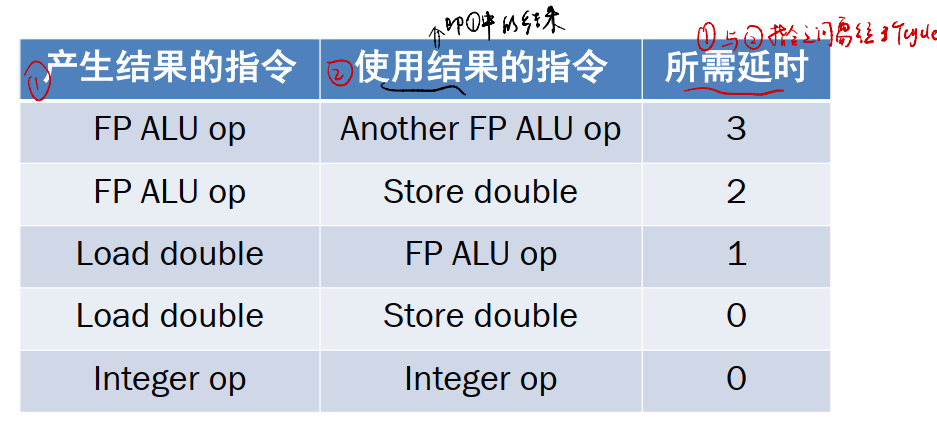 即①中的结果
①与②指令之间需经3个cycle
①产生结果的指令 ②使用结果的指令 所需延时
FP ALU op Another FP ALU op 3
FP ALU op Store double 2
Load double FP ALU op 1
Load double Store double 0
Integer op Integer op 0